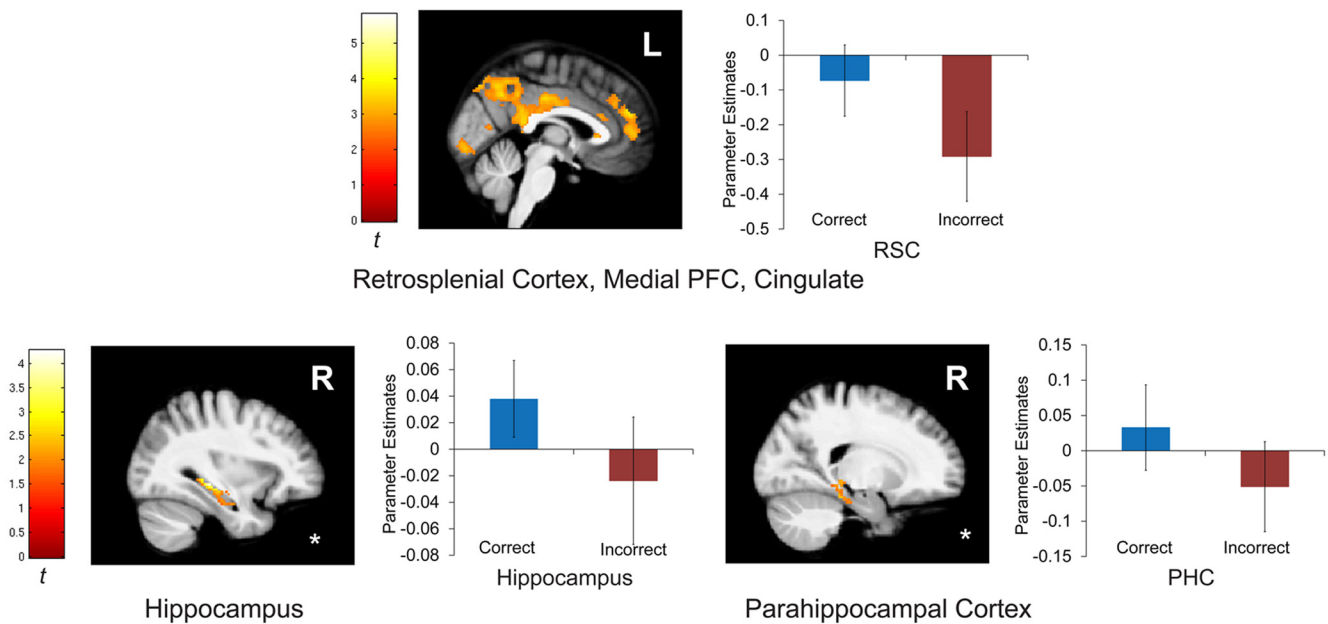 5
4
3
2
1
0
t
L
0.1
0
-0.1
-0.2
-0.3
-0.4
-0.5
Parameter Estimates
Correct
Incorrect
RSC
Retrosplenial Cortex, Medial PFC, Cingulate
4
3.5
3
2.5
2
1.5
1
0.5
0
t
R
*
0.08
0.06
0.04
0.02
0
-0.02
-0.04
-0.06
-0.08
Parameter Estimates
Correct
Incorrect
Hippocampus
Hippocampus
R
*
0.15
0.1
0.05
0
-0.05
-0.1
-0.15
Parameter Estimates
Correct
Incorrect
PHC
Parahippocampal Cortex